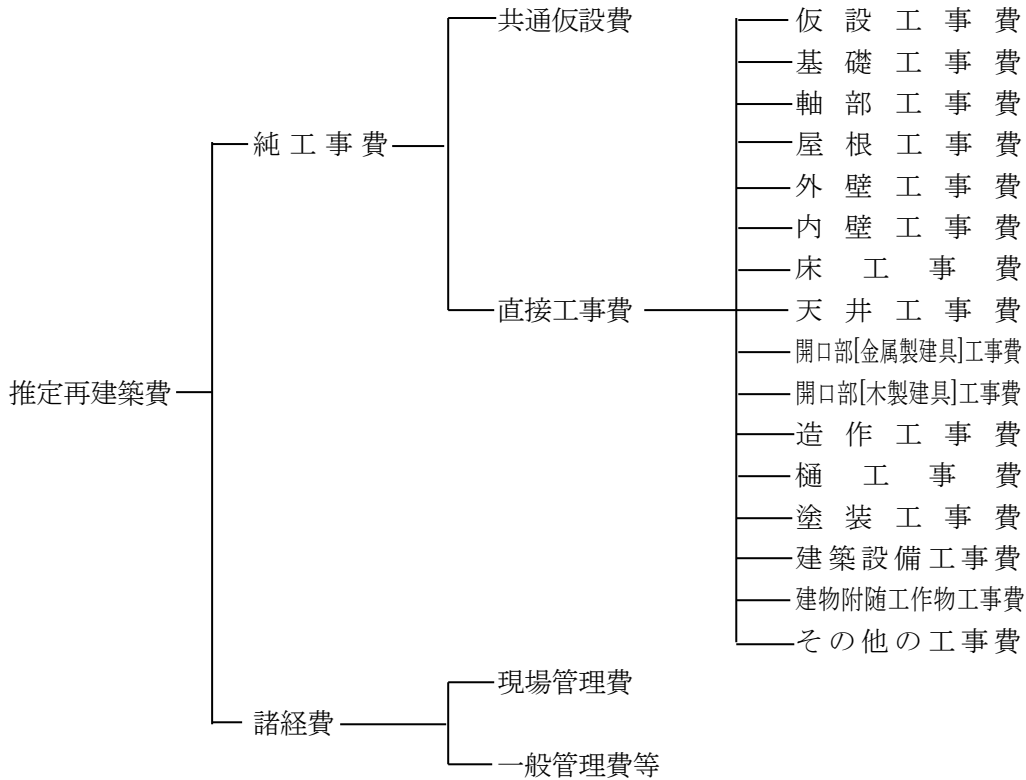 推定再建築費
純工事費
共通仮設費
直接工事費
仮設工事費
基礎工事費
軸部工事費
屋根工事費
外壁工事費
内壁工事費
床工事費
天井工事費
開口部[金属製建具]工事費
開口部[木製建具]工事費
造作工事費
樋工事費
塗装工事費
建築設備工事費
建物附随工作物工事費
その他の工事費
諸経費
現場管理費
一般管理費等